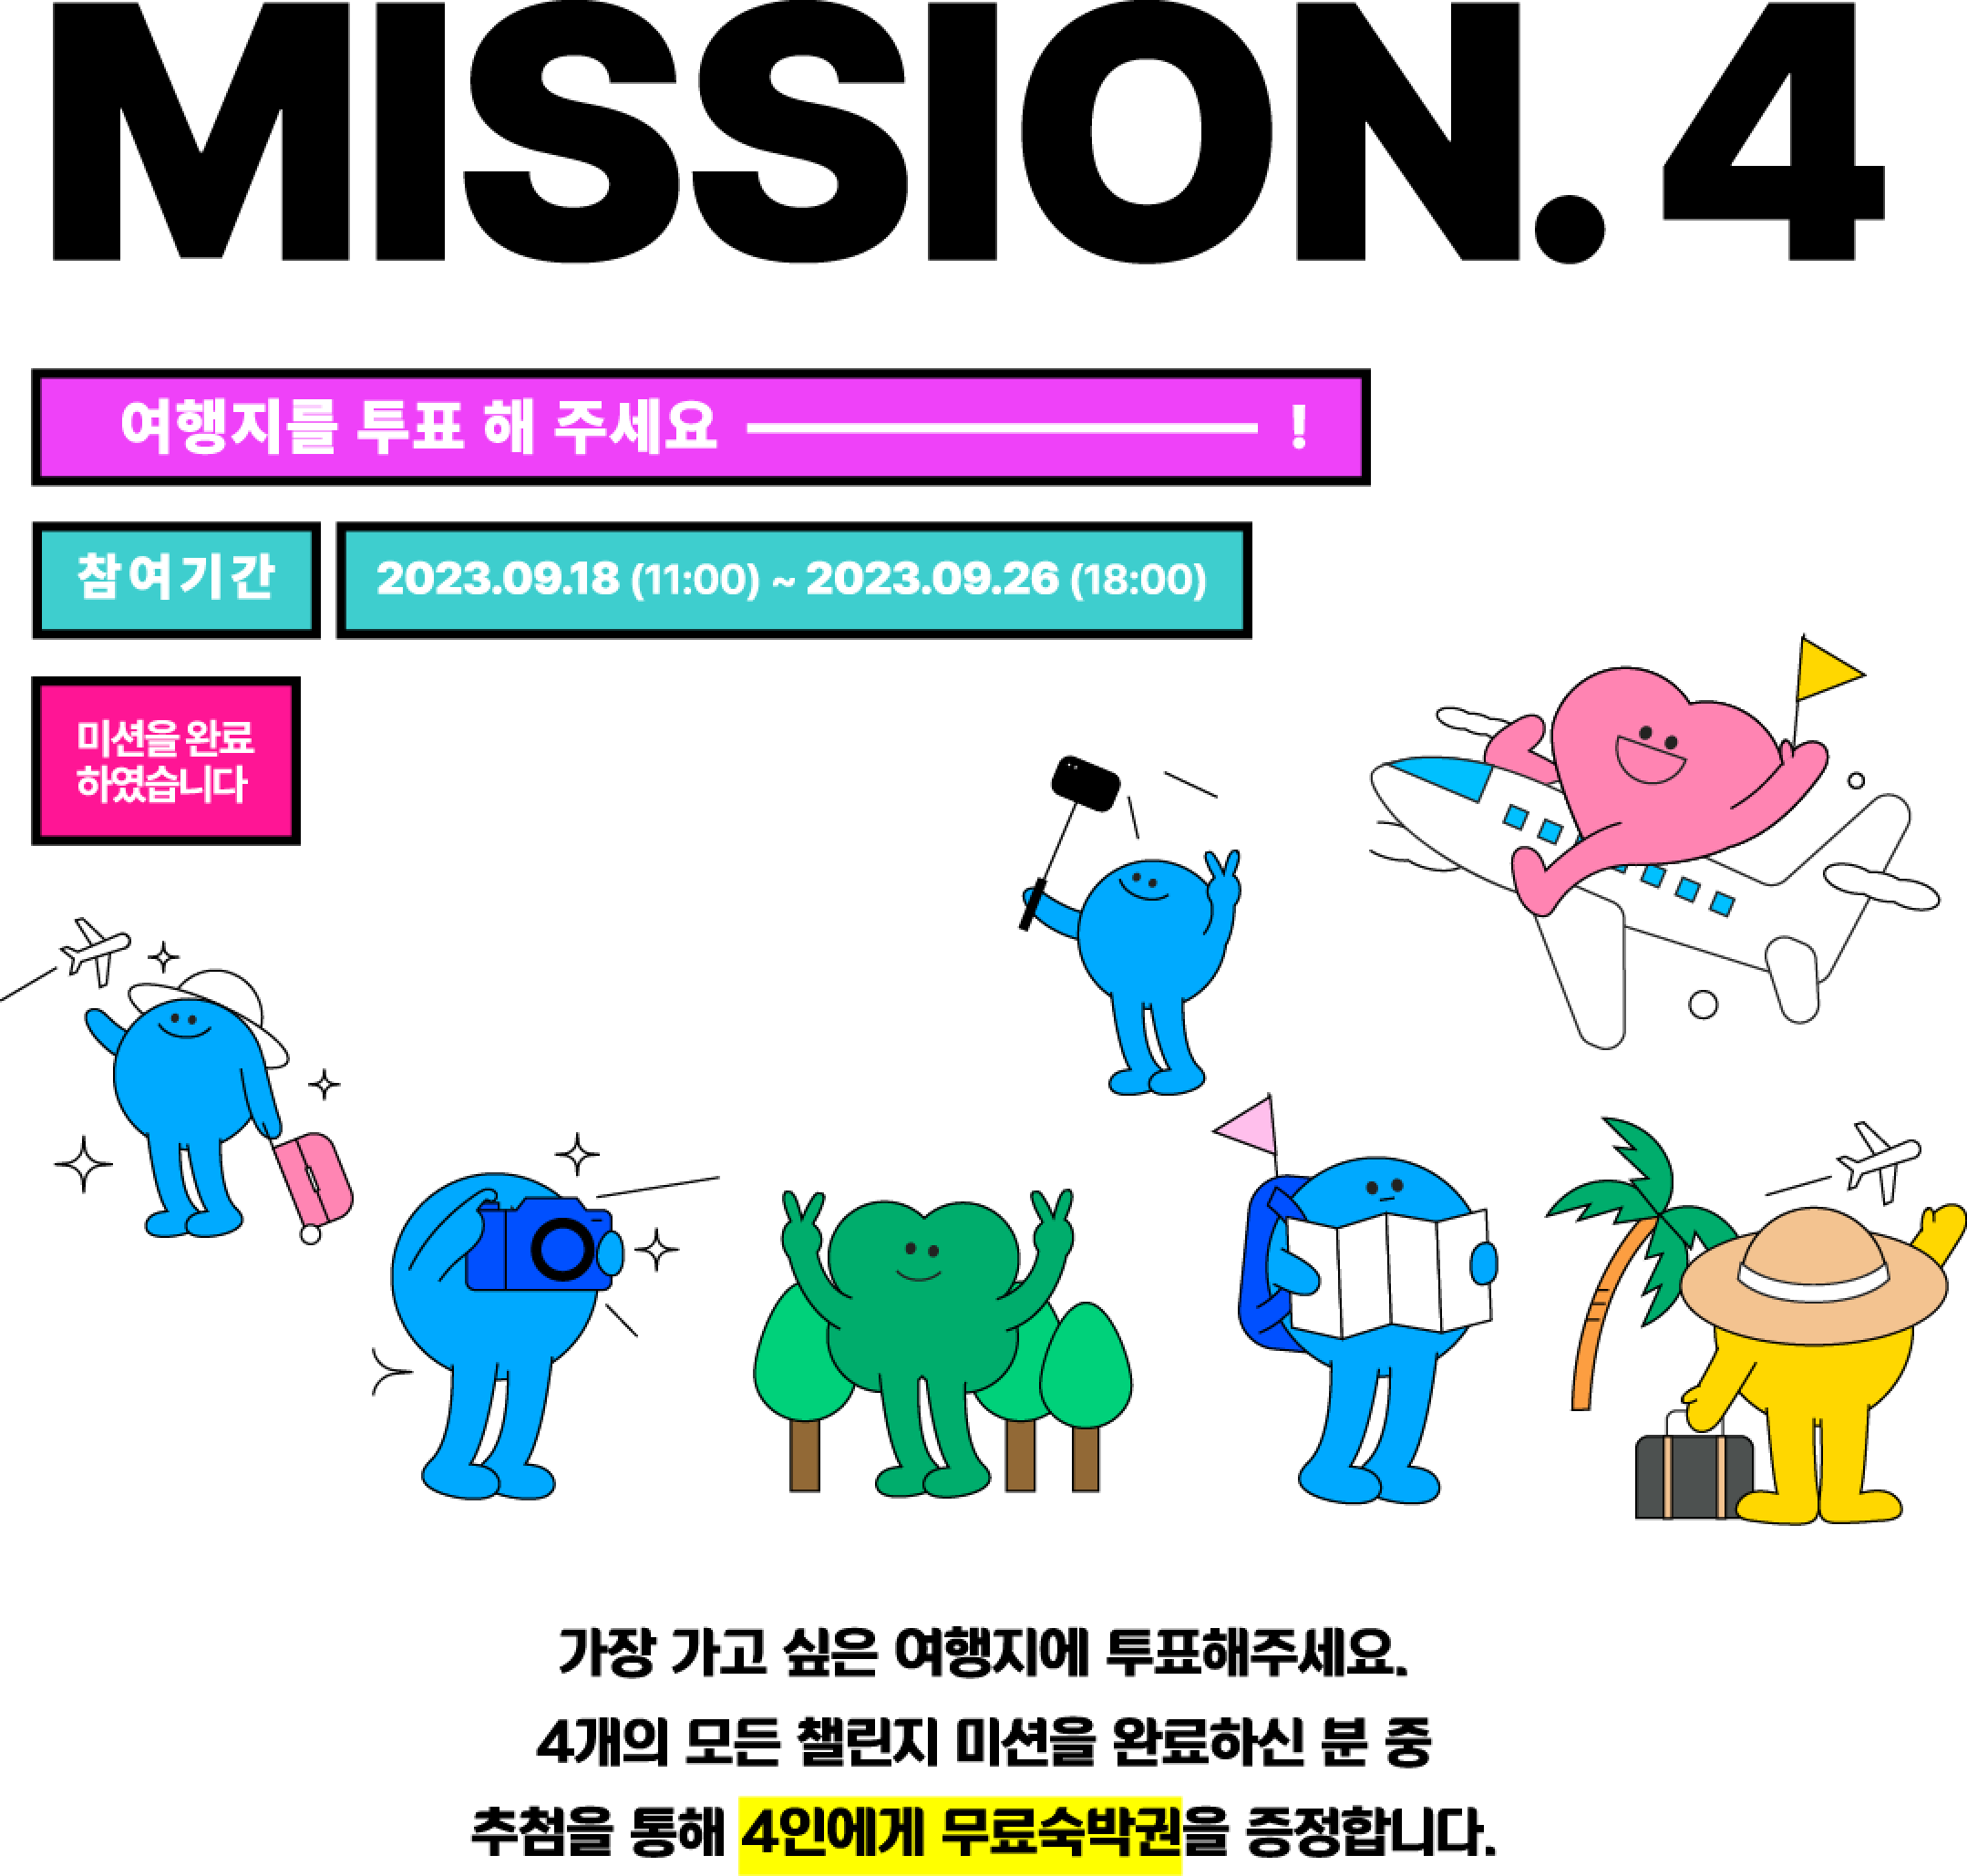 MISSION. 4
여행지를 투표 해 주세요 ― !
참여기간
2023.09.18 (11:00) ~ 2023.09.26 (18:00)
미션을 완료
하였습니다
가장 가고 싶은 여행지에 투표해주세요.
4개의 모든 챌린지 미션을 완료하신 분 중
추첨을 통해 4인에게 무료숙박권을 증정합니다.